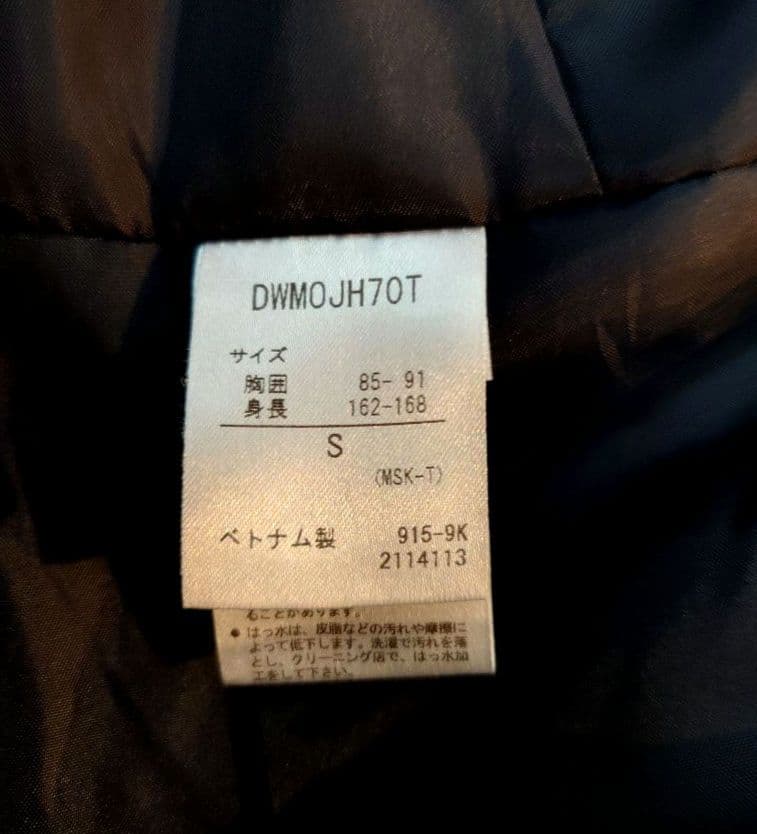 DWMOJH70T
サイズ
胸囲 85- 91
身長 162-168
S
(MSK-T)
ベトナム製 915-9K
2114113
ることがあります。
● はっ水は、皮脂などの汚れや摩擦に
よって低下します。洗濯で汚れを落
とし、クリーニング店で、はっ水加
工をして下さい。